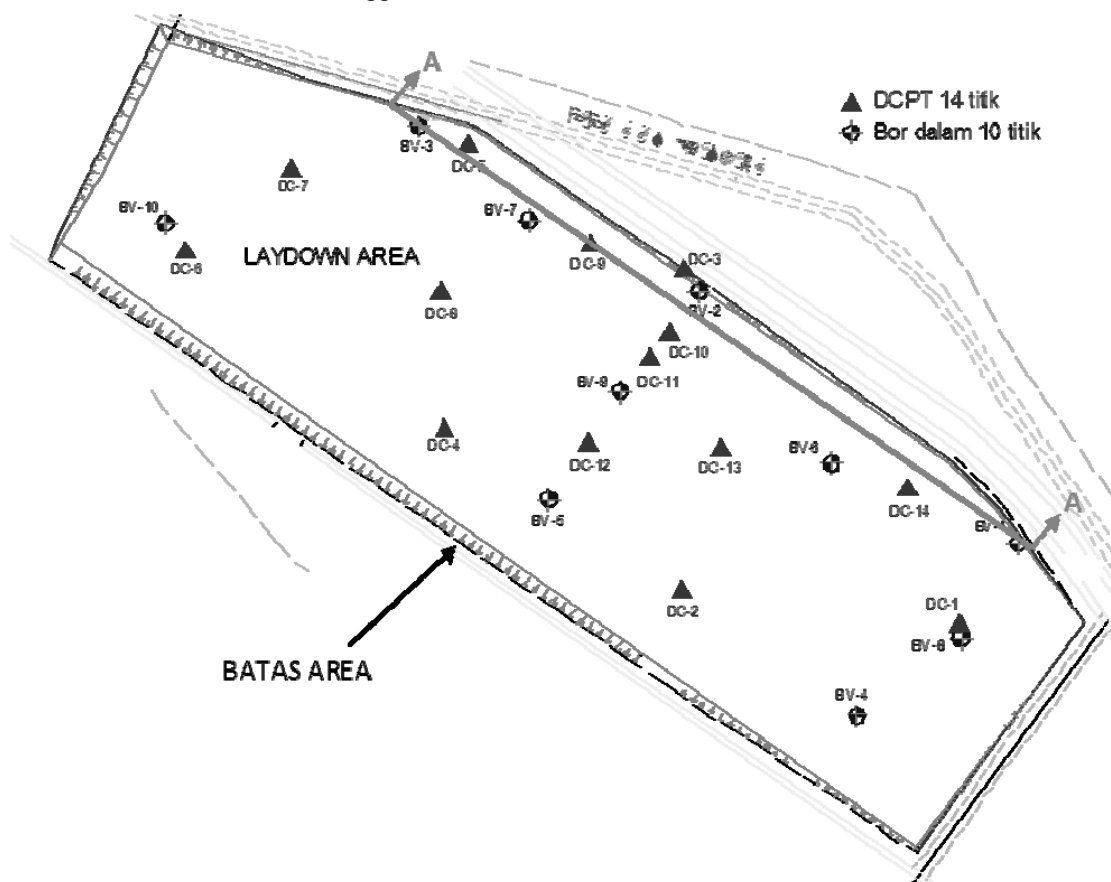 A
▲ DCPT 14 titik
Bor dalam 10 titik
BV-3
DC-7
BV-10
BV-7
DC-6
LAYDOWN AREA
DC-9
DC-3
BV-2
DC-8
DC-10
DC-11
BV-9
DC-4
DC-12
DC-13
BV-5
DC-14
A
DC-2
DC-1
BV-8
BATAS AREA
BV-4